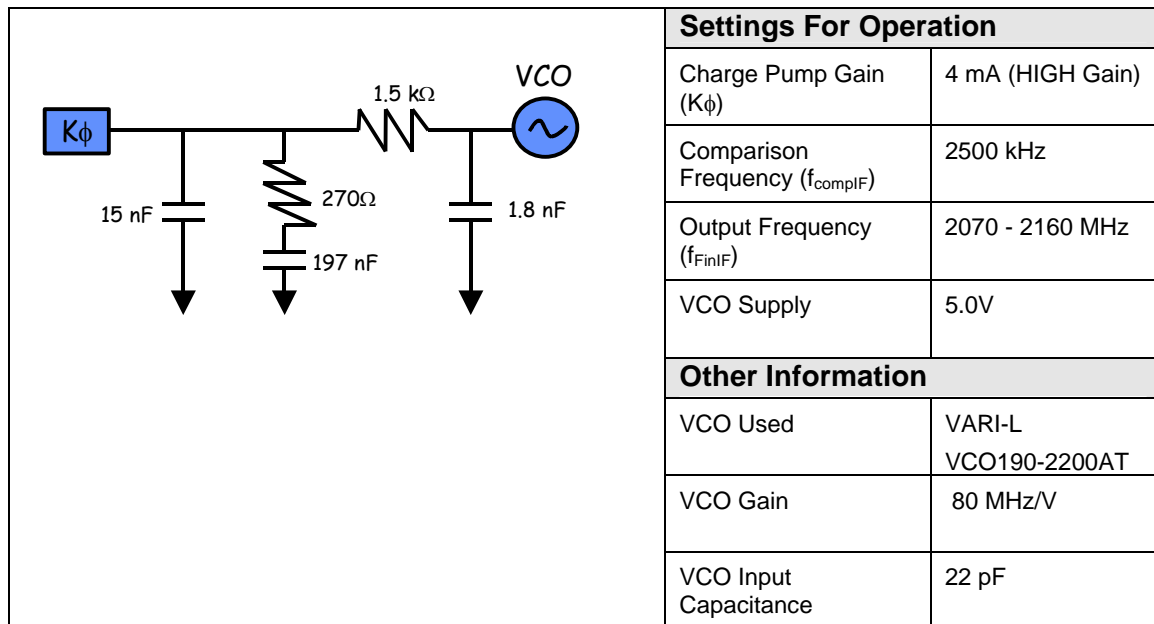 VCO
1.5 kΩ
Kϕ
270Ω
15 nF
1.8 nF
197 nF
Settings For Operation
Charge Pump Gain
(Kϕ)
4 mA (HIGH Gain)
Comparison
Frequency (fcompIF)
2500 kHz
Output Frequency
(fFinIF)
2070 - 2160 MHz
VCO Supply
5.0V
Other Information
VCO Used
VARI-L
VCO190-2200AT
VCO Gain
80 MHz/V
VCO Input
Capacitance
22 pF